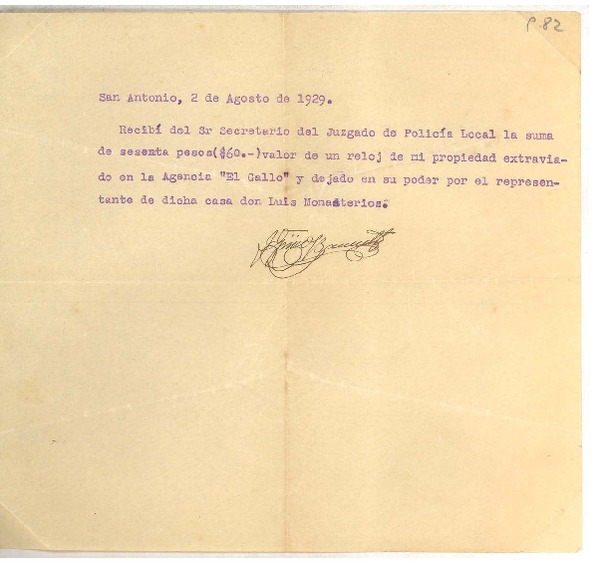 P.82
San Antonio, 2 de Agosto de 1929.
Recibí del Sr Secretario del Juzgado de Policía Local la suma
de sesenta pesos($60.-)valor de un reloj de mi propiedad extravia-
do en la Agencia "El Gallo" y dejado en su poder por el represen-
tante de dicha casa don Luis Monasterios.